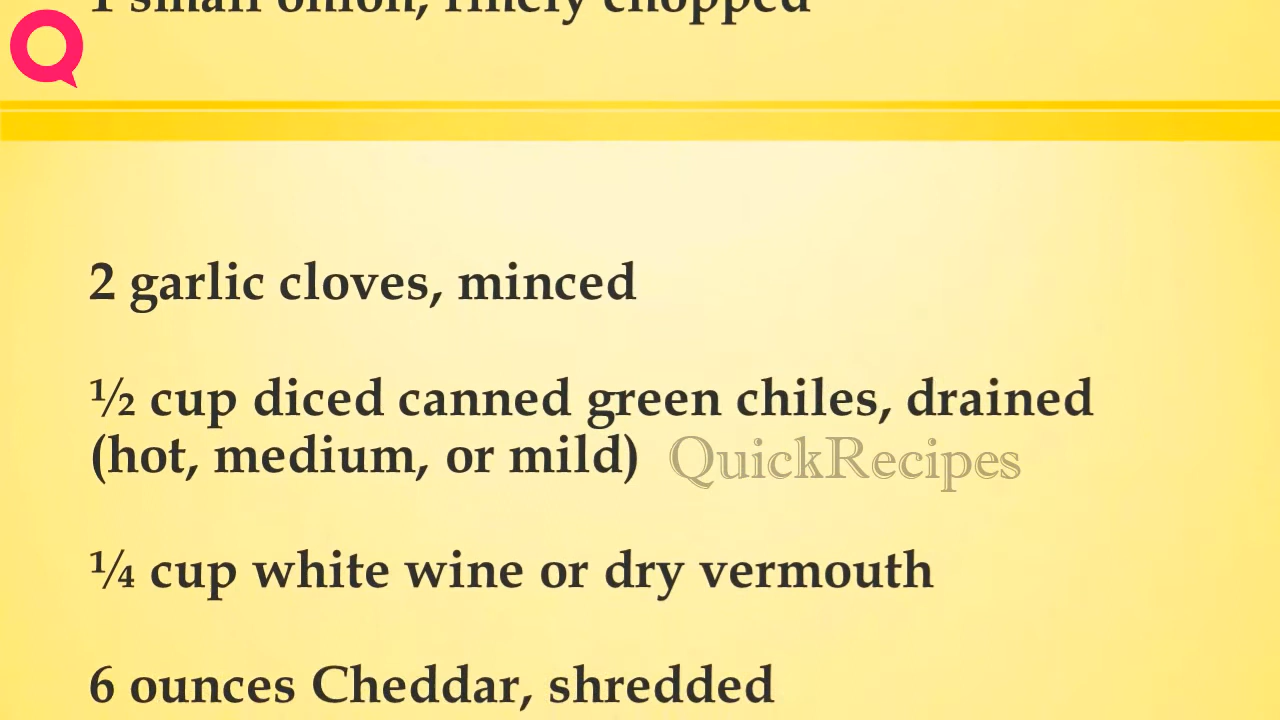 1 small onion, finely chopped
2 garlic cloves, minced
½ cup diced canned green chiles, drained
(hot, medium, or mild)
QuickRecipes
¼ cup white wine or dry vermouth
6 ounces Cheddar, shredded